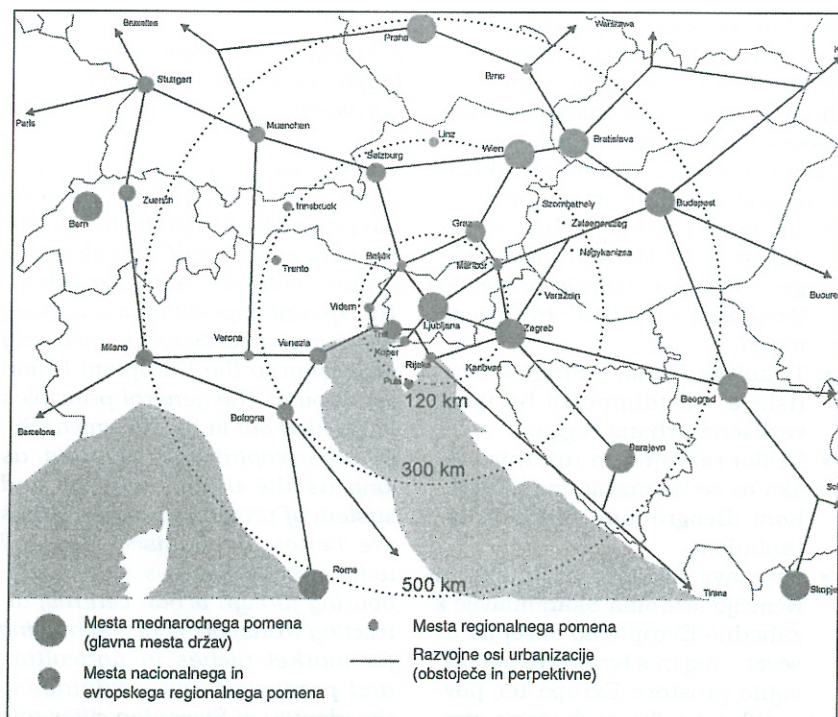 Bruxelles
Warszawa
Praha
Stuttgart
Brno
Paris
Muenchen
Linz
Wien
Bratislava
Salzburg
Zuerich
Innsbruck
Szombathely
Budapest
Bern
Graz
Zalaegerszeg
Trento
Beljak
Maribor
Nagykanizsa
Bucure
Videm
Varaždin
Ljubljana
Zagreb
Trst
Koper
Milano
Verona
Venezia
Rijeka
Karlovac
Pula
Beograd
120 km
Barcelona
Bologna
Sarajevo
300 km
500 km
Roma
Tirana
Skopje
Mesta mednarodnega pomena
(glavna mesta držav)
Mesta nacionalnega in
evropskega regionalnega pomena
Mesta regionalnega pomena
Razvojne osi urbanizacije
(obstoječe in perpektivne)